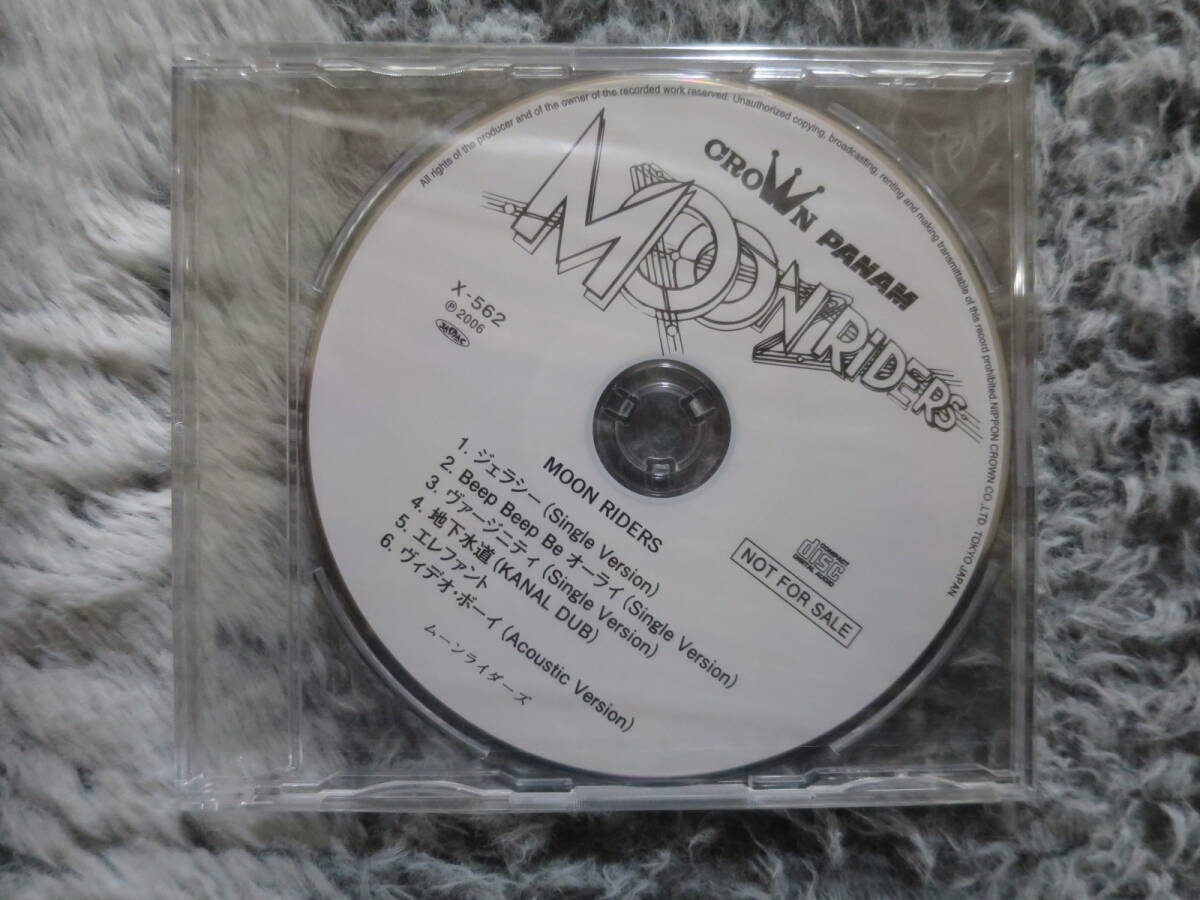 All rights of the producer and of the owner of the recorded work reserved. Unauthorized copying, broadcasting, renting and making transmittable of this record prohibited. NIPPON CROWN CO.,LTD. TOKYO JAPAN
CROWN PANAM
MOONRIDERS
X-562
Ⓟ2006
JASRAC
MOON RIDERS
1. ジェラシー (Single Version)
2. Beep Beep Be オーライ (Single Version)
3. ヴァージニティ (Single Version)
4. 地下水道 (KANAL DUB)
5. エレファント
6. ヴィデオ・ボーイ (Acoustic Version)
ムーンライダーズ
COMPACT
disc
DIGITAL AUDIO
NOT FOR SALE